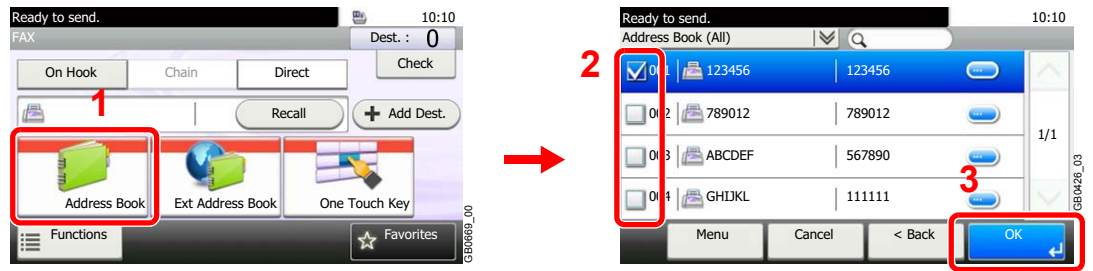 Ready to send. 10:10
FAX Dest. : 0
On Hook Chain Direct Check
1
Recall Add Dest.
Address Book Ext Address Book One Touch Key
Functions Favorites
GB0669_00
Ready to send. 10:10
Address Book (All)
2
001 123456 123456
002 789012 789012
1/1
003 ABCDEF 567890
3
004 GHIJKL 111111
GB0426_03
Menu Cancel < Back OK